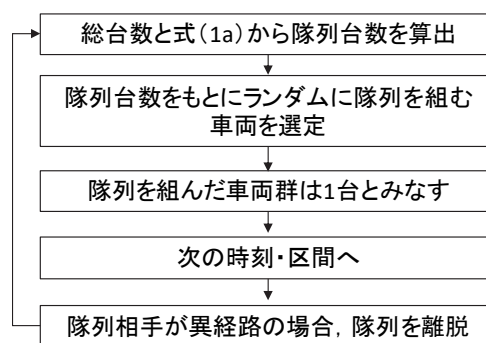 総台数と式(1a)から隊列台数を算出
隊列台数をもとにランダムに隊列を組む
車両を選定
隊列を組んだ車両群は1台とみなす
次の時刻・区間へ
隊列相手が異経路の場合，隊列を離脱